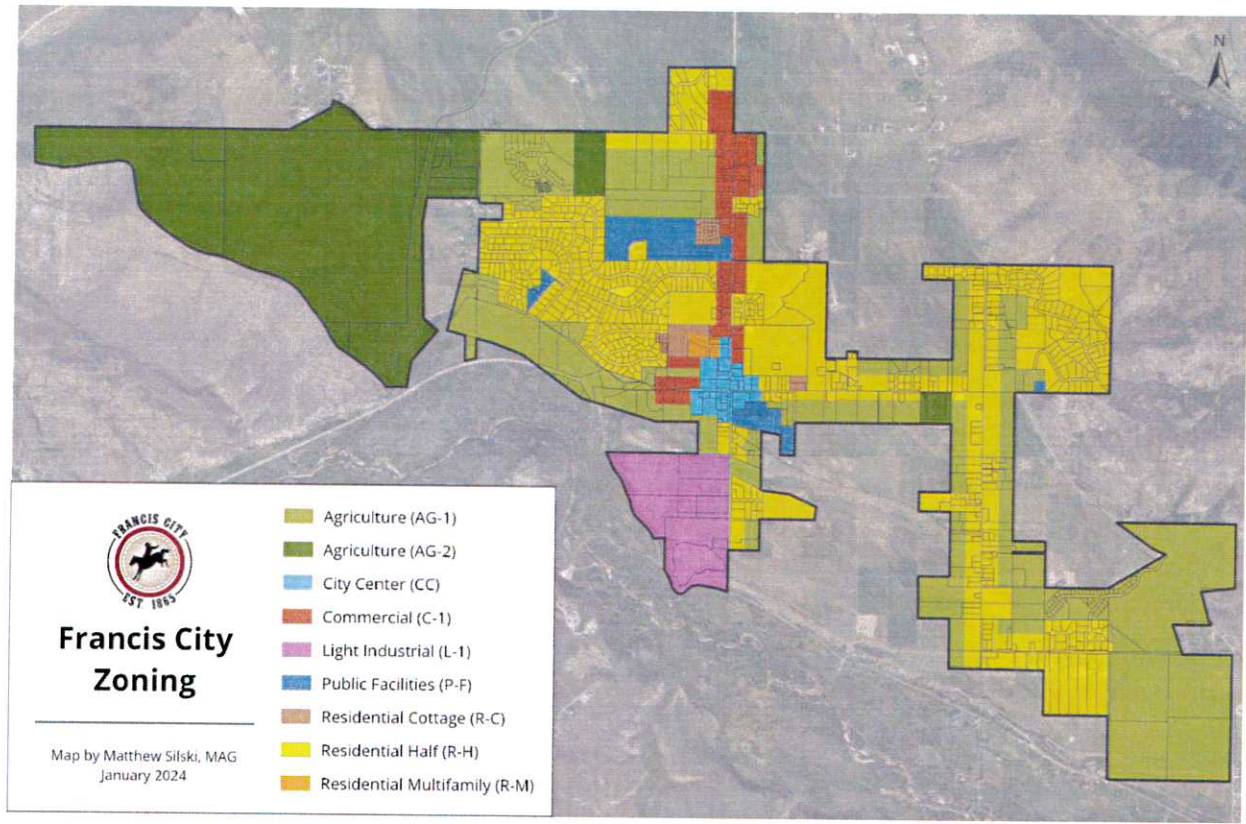 N
FRANCIS CITY
EST. 1865
Francis City
Zoning
Map by Matthew Silski, MAG
January 2024
Agriculture (AG-1)
Agriculture (AG-2)
City Center (CC)
Commercial (C-1)
Light Industrial (L-1)
Public Facilities (P-F)
Residential Cottage (R-C)
Residential Half (R-H)
Residential Multifamily (R-M)